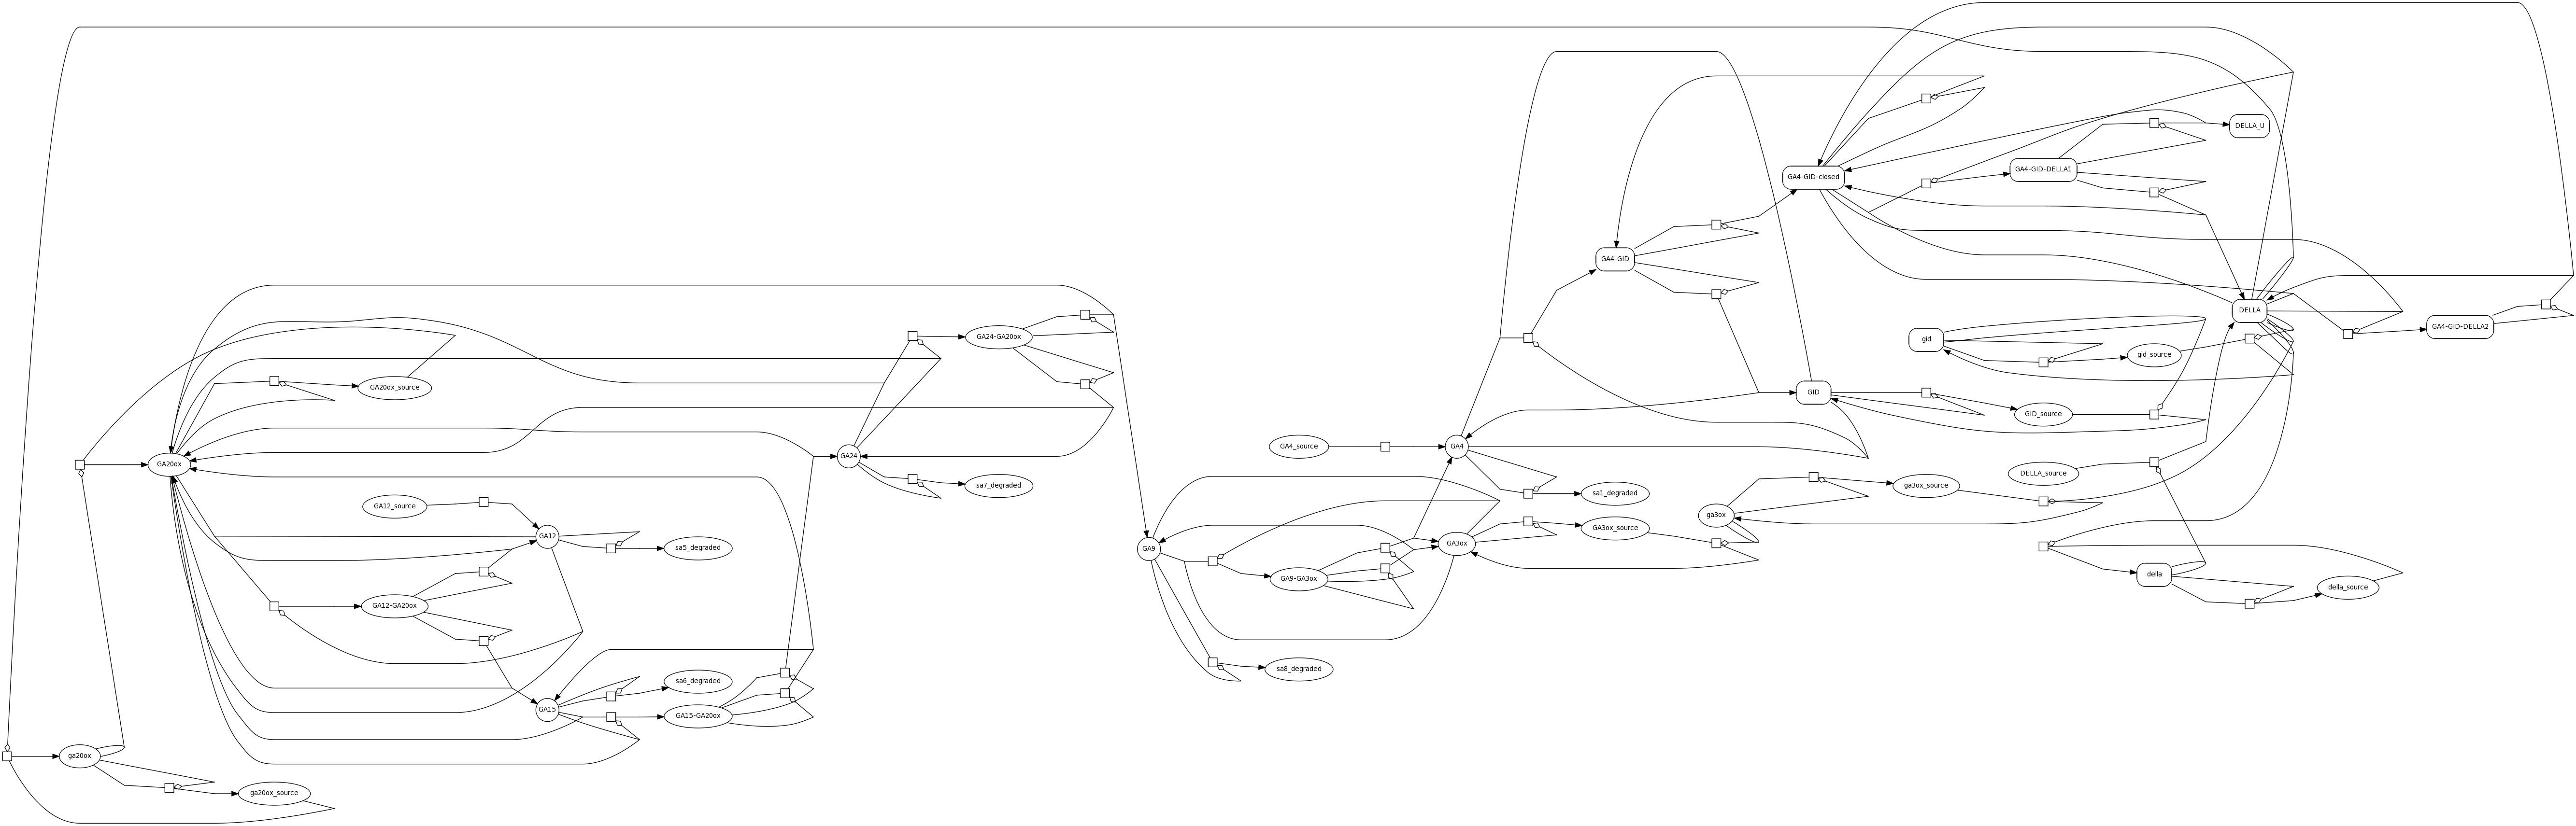 DELLA_U
GA4-GID-DELLA1
GA4-GID-closed
GA4-GID
DELLA
GA4-GID-DELLA2
GA24-GA20ox
gid
gid_source
GA20ox_source
GID
GID_source
GA4_source
GA4
GA24
GA20ox
DELLA_source
sa7_degraded
ga3ox_source
sa1_degraded
GA12_source
ga3ox
GA3ox_source
GA12
GA3ox
sa5_degraded
GA9
della
GA9-GA3ox
della_source
GA12-GA20ox
sa8_degraded
sa6_degraded
GA15
GA15-GA20ox
ga20ox
ga20ox_source